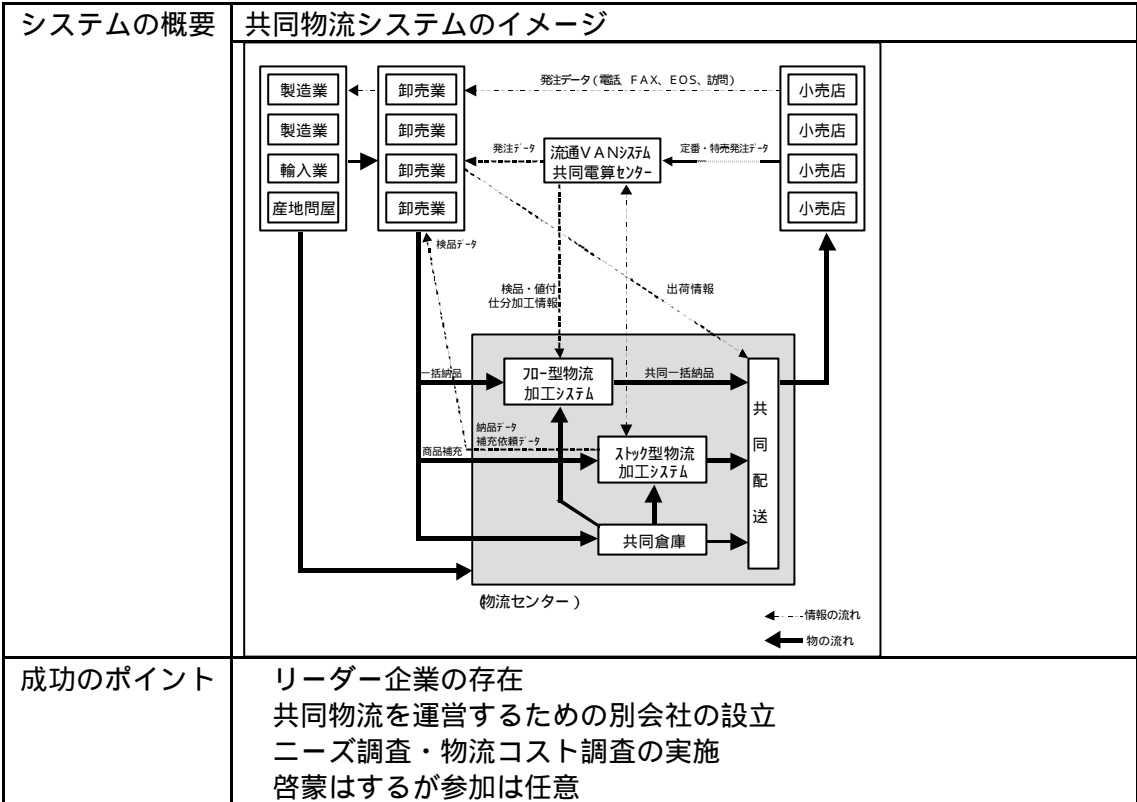 システムの概要
共同物流システムのイメージ
製造業
製造業
輸入業
産地問屋
卸売業
卸売業
卸売業
卸売業
発注データ(電話、FAX、EOS、訪問)
小売店
小売店
小売店
小売店
発注ﾃﾞｰﾀ
流通VANｼｽﾃﾑ
共同電算ｾﾝﾀｰ
定番・特売発注ﾃﾞｰﾀ
検品ﾃﾞｰﾀ
検品・値付
仕分加工情報
出荷情報
一括納品
ﾌﾛｰ型物流
加工ｼｽﾃﾑ
共同一括納品
納品ﾃﾞｰﾀ
補充依頼ﾃﾞｰﾀ
商品補充
ｽﾄｯｸ型物流
加工ｼｽﾃﾑ
共同倉庫
共
同
配
送
(物流センター)
情報の流れ
物の流れ
成功のポイント
リーダー企業の存在
共同物流を運営するための別会社の設立
ニーズ調査・物流コスト調査の実施
啓蒙はするが参加は任意